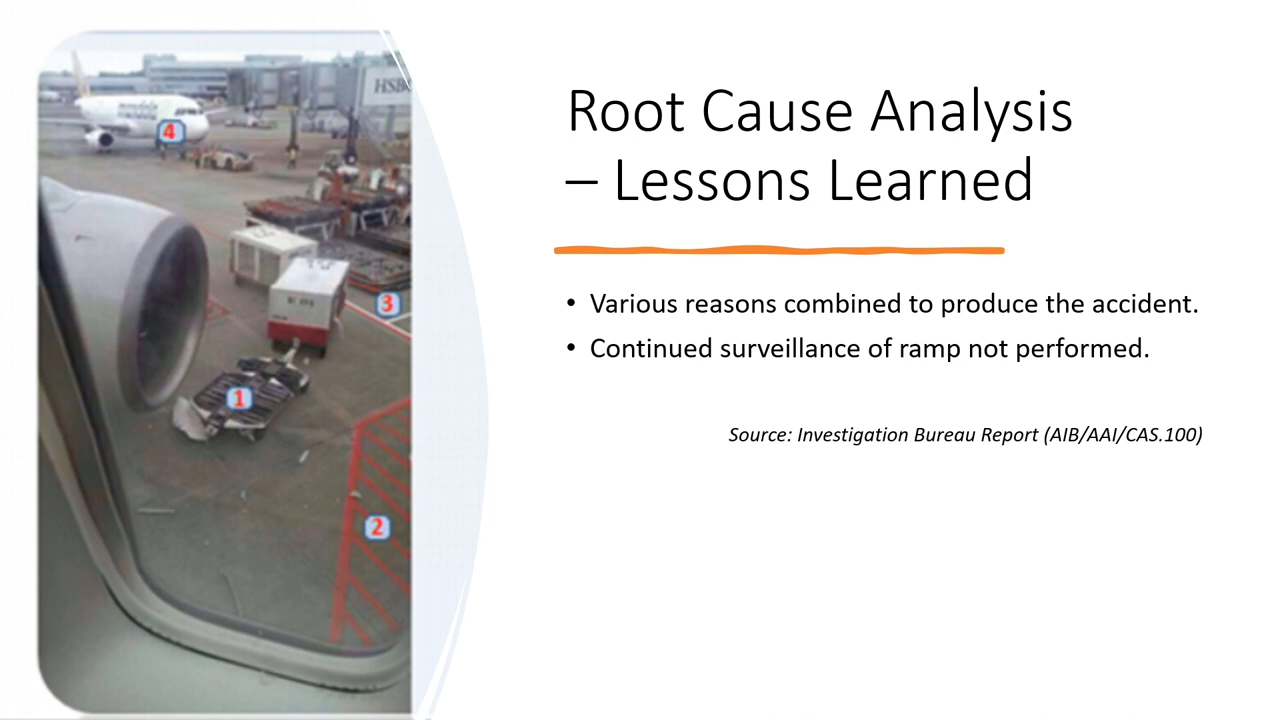 HSBC
4
3
1
2
Root Cause Analysis
– Lessons Learned
• Various reasons combined to produce the accident.
• Continued surveillance of ramp not performed.
Source: Investigation Bureau Report (AIB/AAI/CAS.100)